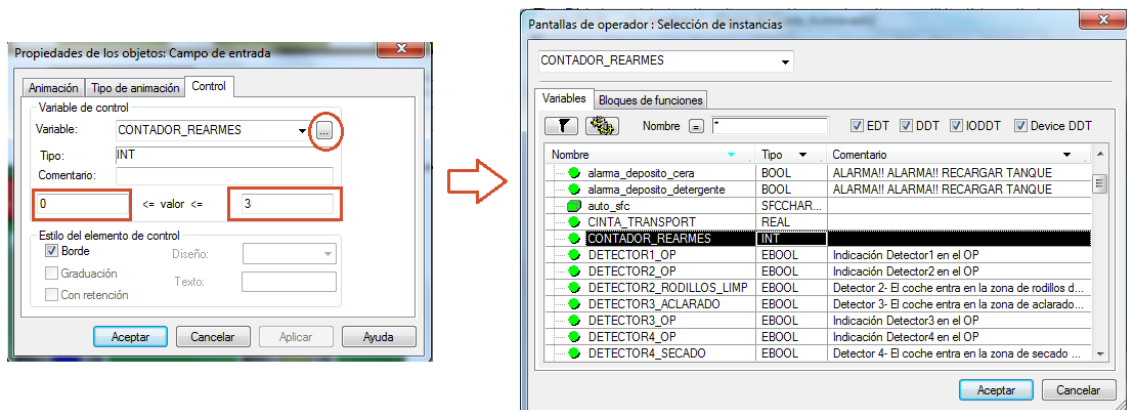 Propiedades de los objetos: Campo de entrada
Animación Tipo de animación Control
Variable de control
Variable: CONTADOR_REARMES ...
Tipo: INT
Comentario:
0 <= valor <= 3
Estilo del elemento de control
Borde Diseño:
Graduación Texto:
Con retención
Aceptar Cancelar Aplicar Ayuda
Pantallas de operador : Selección de instancias
CONTADOR_REARMES
Variables Bloques de funciones
Nombre = * EDT DDT IODDT Device DDT
Nombre Tipo Comentario
alarma_deposito_cera BOOL ALARMA!! ALARMA!! RECARGAR TANQUE
alarma_deposito_detergente BOOL ALARMA!! ALARMA!! RECARGAR TANQUE
auto_sfc SFCCHAR...
CINTA_TRANSPORT REAL
CONTADOR_REARMES INT
DETECTOR1_OP EBOOL Indicación Detector1 en el OP
DETECTOR2_OP EBOOL Indicación Detector2 en el OP
DETECTOR2_RODILLOS_LIMP EBOOL Detector 2- El coche entra en la zona de rodillos d...
DETECTOR3_ACLARADO EBOOL Detector 3- El coche entra en la zona de aclarado...
DETECTOR3_OP EBOOL Indicación Detector3 en el OP
DETECTOR4_OP EBOOL Indicación Detector4 en el OP
DETECTOR4_SECADO EBOOL Detector 4- El coche entra en la zona de secado ...
Aceptar Cancelar